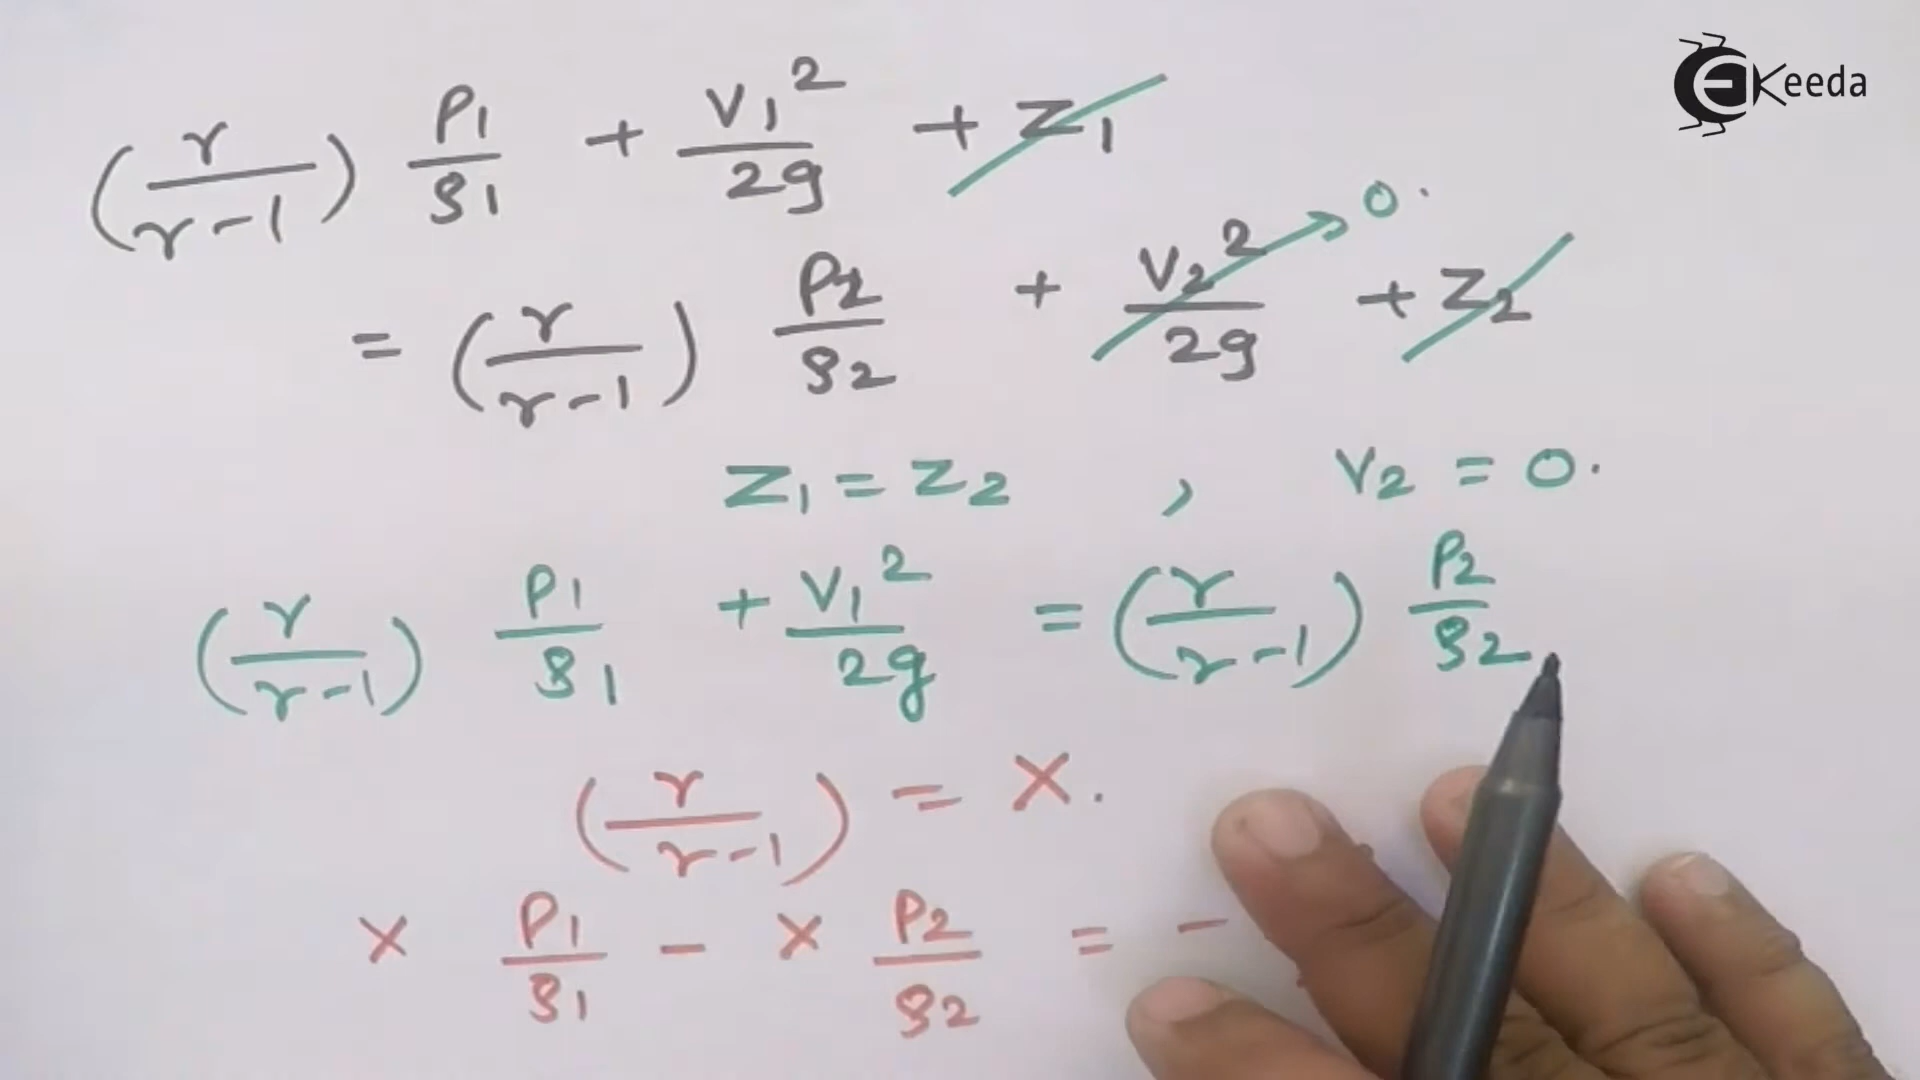 EKeeda
(γ/γ-1) P1/ρ1 + V1²/2g + Z1
0.
= (γ/γ-1) P2/ρ2 + V2²/2g + Z2
Z1 = Z2 , V2 = 0.
(γ/γ-1) P1/ρ1 + V1²/2g = (γ/γ-1) P2/ρ2
(γ/γ-1) = X.
X P1/ρ1 - X P2/ρ2 = -